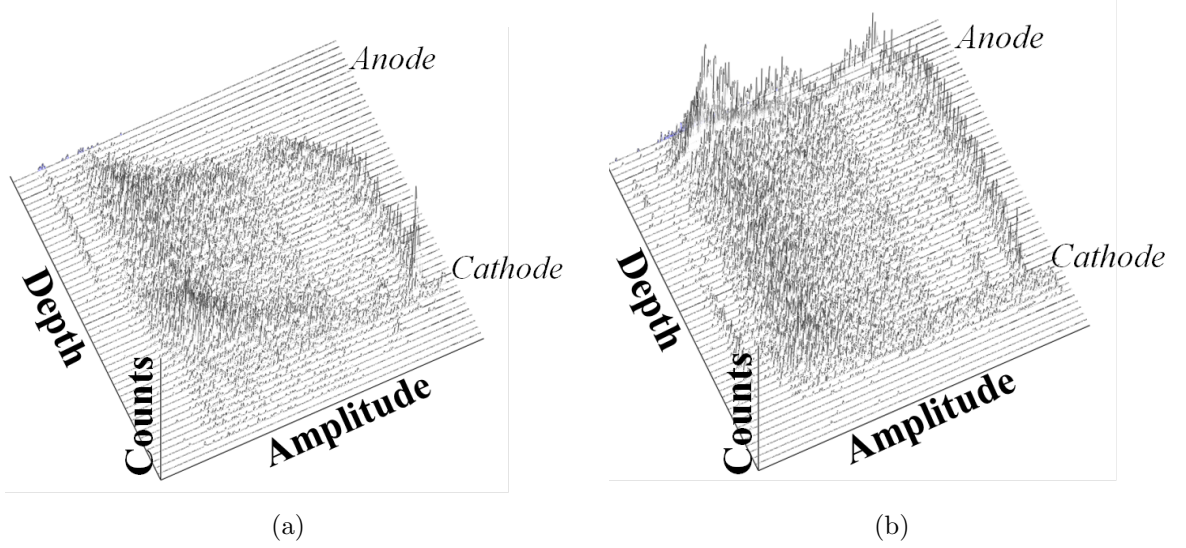 Anode
Cathode
Depth
Counts
Amplitude
(a)
Anode
Cathode
Depth
Counts
Amplitude
(b)